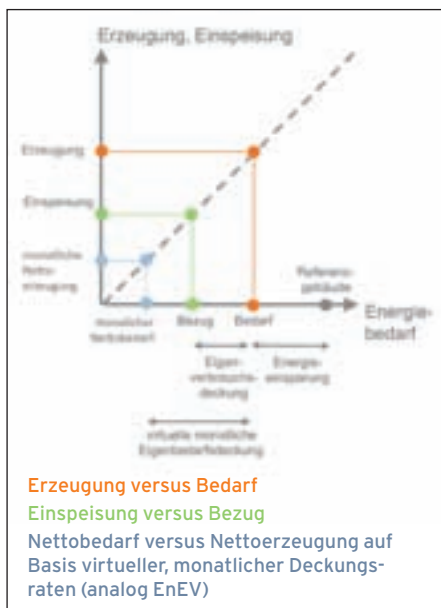 Erzeugung, Einspeisung
Erzeugung
Einspeisung
monatliche
Netto-
erzeugung
Referenz-
gebäude
Energie-
bedarf
monatlicher
Nettobedarf
Bezug
Bedarf
Eigen-
verbrauchs-
deckung
Energie-
einsparung
virtuelle monatliche
Eigenbedarfsdeckung
Erzeugung versus Bedarf
Einspeisung versus Bezug
Nettobedarf versus Nettoerzeugung auf
Basis virtueller, monatlicher Deckungs-
raten (analog EnEV)